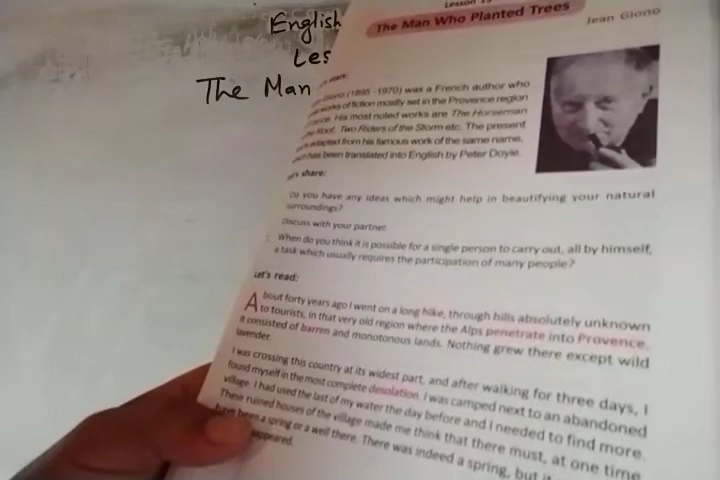 English
Les
The Man
Lesson
The Man Who Planted Trees
Jean Giono
start:
Giono (1895 -1970) was a French author who
works of fiction mostly set in the Provence region
His most noted works are The Horseman
Roof, Two Riders of the Storm etc. The present
adapted from his famous work of the same name,
has been translated into English by Peter Doyle.
share:
Do you have any ideas which might help in beautifying your natural
surroundings?
Discuss with your partner.
When do you think it is possible for a single person to carry out, all by himself,
a task which usually requires the participation of many people?
Let's read:
About forty years ago I went on a long hike, through hills absolutely unknown
to tourists, in that very old region where the Alps penetrate into Provence.
It consisted of barren and monotonous lands. Nothing grew there except wild
lavender.
I was crossing this country at its widest part, and after walking for three days, I
found myself in the most complete desolation. I was camped next to an abandoned
village. I had used the last of my water the day before and I needed to find more.
These ruined houses of the village made me think that there must, at one time
have been a spring or a well there. There was indeed a spring, but